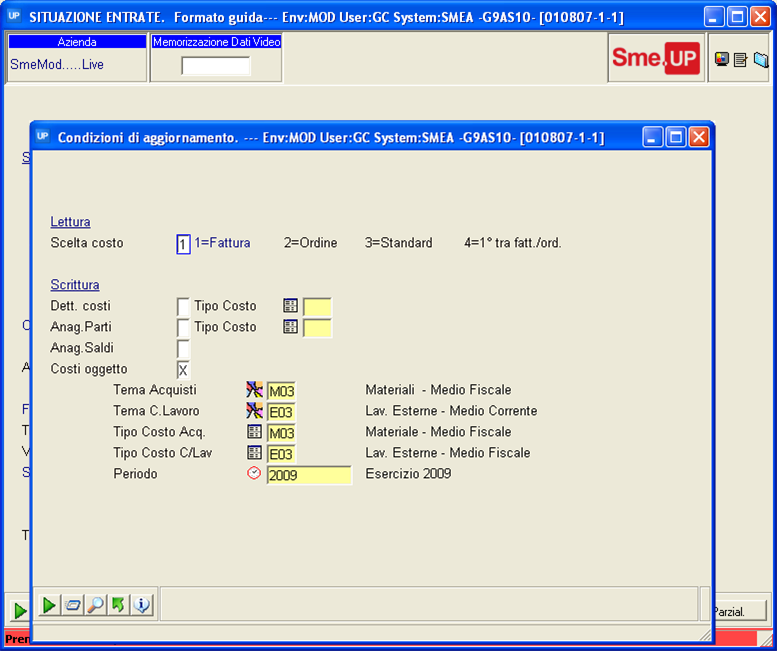 UP SITUAZIONE ENTRATE. Formato guida--- Env:MOD User:GC System:SMEA -G9AS10- [010807-1-1]
Azienda
Memorizzazione Dati Video
SmeMod.....Live
Sme.UP
UP Condizioni di aggiornamento. --- Env:MOD User:GC System:SMEA -G9AS10- [010807-1-1]
S
Lettura
Scelta costo 1 1=Fattura 2=Ordine 3=Standard 4=1° tra fatt./ord.
Scrittura
Dett. costi Tipo Costo
Anag.Parti Tipo Costo
Anag.Saldi
Costi oggetto X
Tema Acquisti M03 Materiali - Medio Fiscale
Tema C.Lavoro E03 Lav. Esterne - Medio Corrente
Tipo Costo Acq. M03 Materiale - Medio Fiscale
Tipo Costo C/Lav E03 Lav. Esterne - Medio Fiscale
Periodo 2009 Esercizio 2009
A
F
T
V
S
T
Parzial.